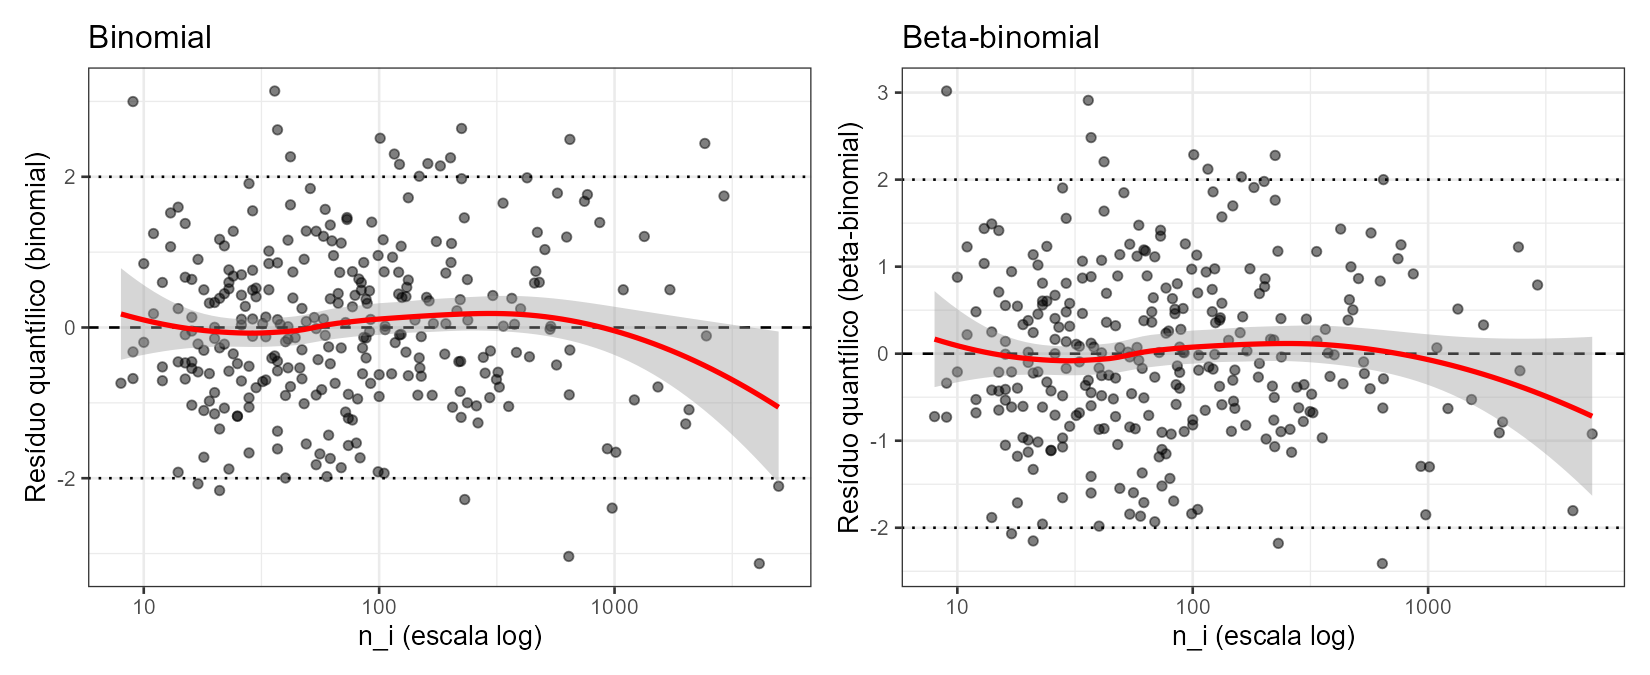 Binomial
Resíduo quantílico (binomial)
2
0
-2
10 100 1000
n_i (escala log)
Beta-binomial
Resíduo quantílico (beta-binomial)
3
2
1
0
-1
-2
10 100 1000
n_i (escala log)